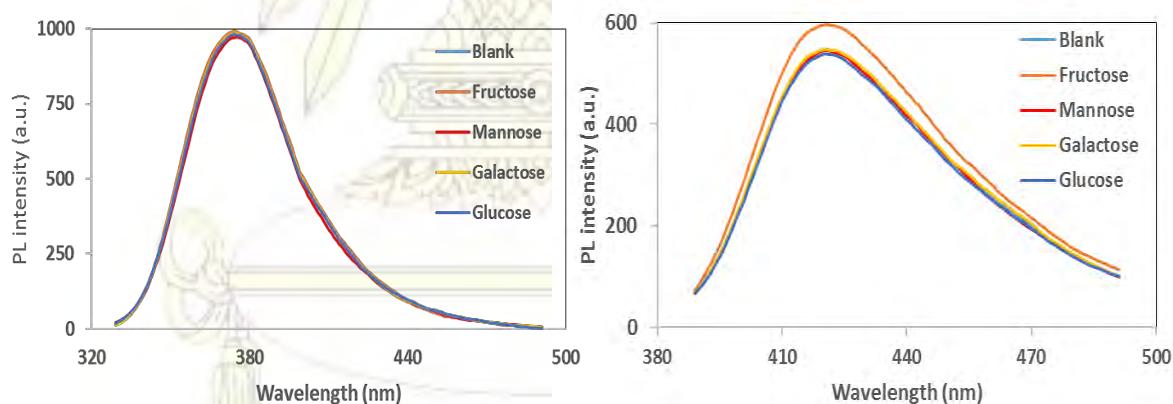 1000
750
500
250
0
320
380
440
500
PL intensity (a.u.)
Wavelength (nm)
Blank
Fructose
Mannose
Galactose
Glucose
600
400
200
0
380
410
440
470
500
PL intensity (a.u.)
Wavelength (nm)
Blank
Fructose
Mannose
Galactose
Glucose